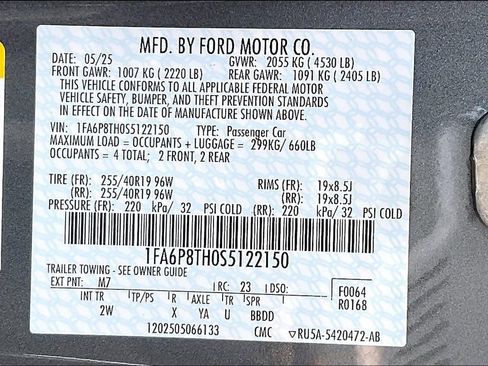 MFD. BY FORD MOTOR CO.
DATE: 05/25 GVWR: 2055 KG ( 4530 LB)
FRONT GAWR: 1007 KG ( 2220 LB) REAR GAWR: 1091 KG ( 2405 LB)
THIS VEHICLE CONFORMS TO ALL APPLICABLE FEDERAL MOTOR
VEHICLE SAFETY, BUMPER, AND THEFT PREVENTION STANDARDS
IN EFFECT ON THE DATE OF MANUFACTURE SHOWN ABOVE.
VIN: 1FA6P8TH0S5122150 TYPE: Passenger Car
MAXIMUM LOAD = OCCUPANTS + LUGGAGE = 299KG/ 660LB
OCCUPANTS = 4 TOTAL; 2 FRONT, 2 REAR
TIRE (FR): 255/40R19 96W RIMS (FR): 19x8.5J
(RR): 255/40R19 96W (RR): 19x8.5J
PRESSURE (FR): 220 kPa/ 32 PSI COLD (RR): 220 kPa/ 32 PSI COLD
1FA6P8TH0S5122150
TRAILER TOWING - SEE OWNER GUIDE
EXT PNT: M7 RC: 23 DSO: F0064
R0168
INT TR TP/PS R AXLE TR SPR
2W X YA U BBDD
1202505066133 CMC ▽RU5A-5420472-AB